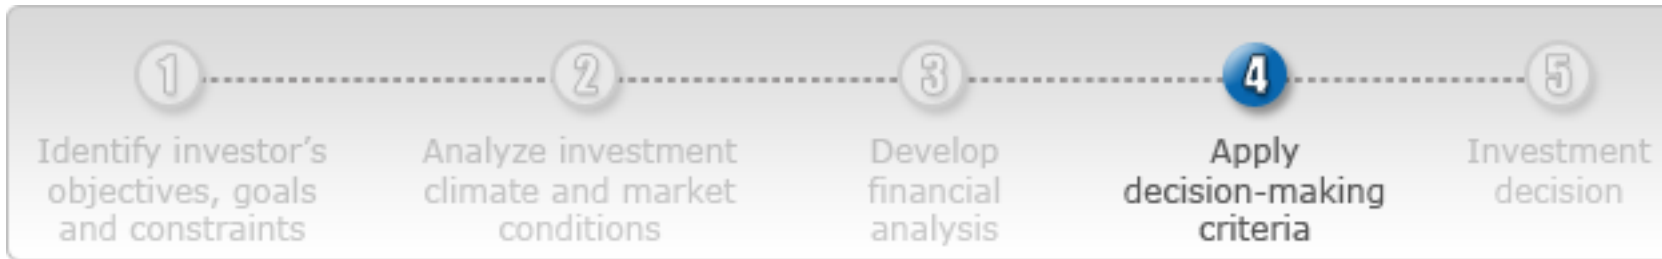 1
2
3
4
5
Identify investor's
objectives, goals
and constraints
Analyze investment
climate and market
conditions
Develop
financial
analysis
Apply
decision-making
criteria
Investment
decision